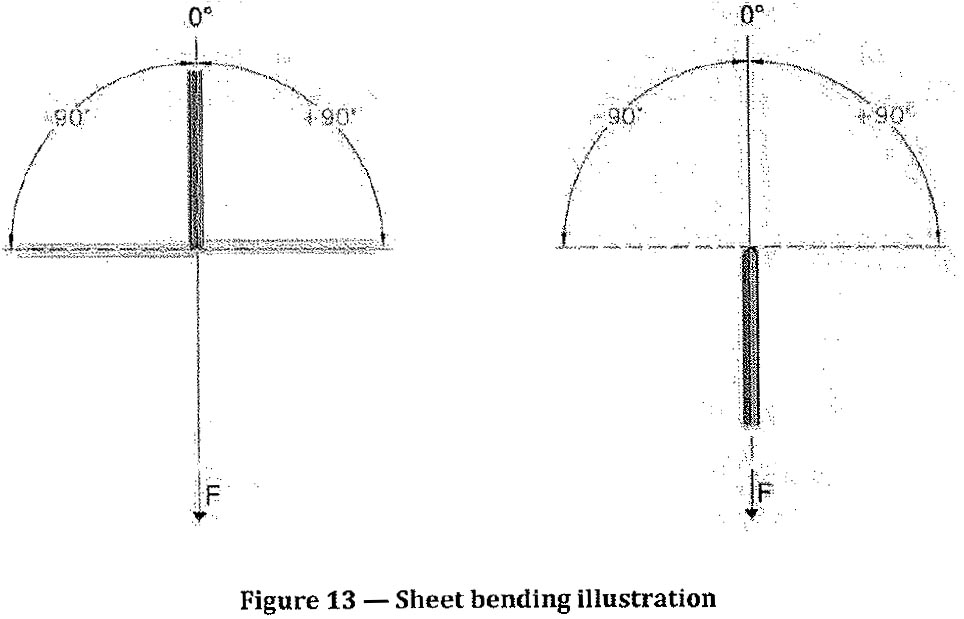 0° 0°
-90° +90° -90° +90°
F F
Figure 13 — Sheet bending illustration